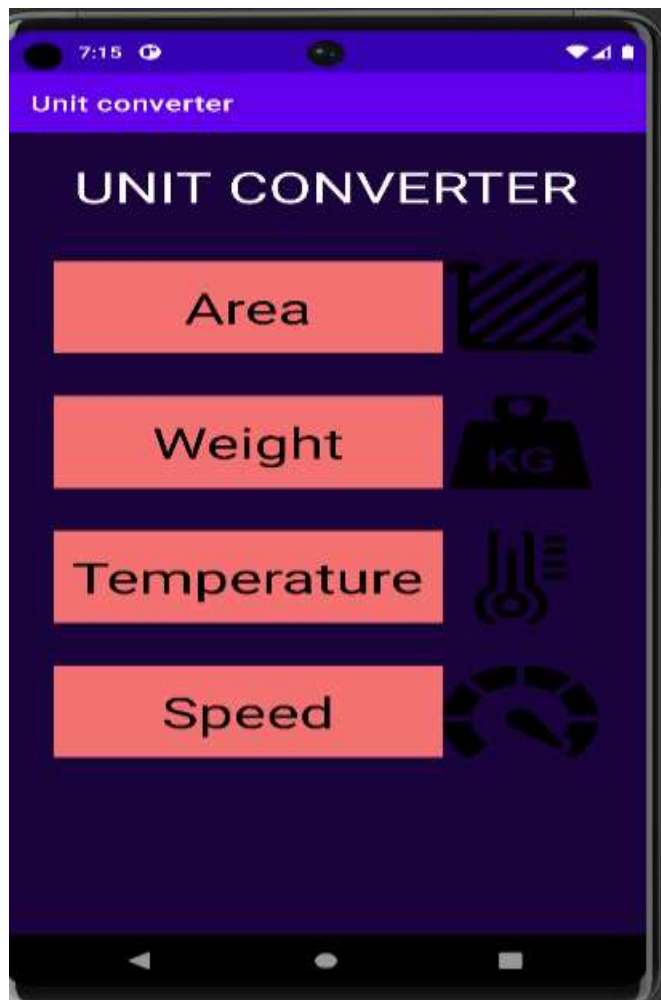 7:15
Unit converter
UNIT CONVERTER
Area
Weight
KG
Temperature
Speed